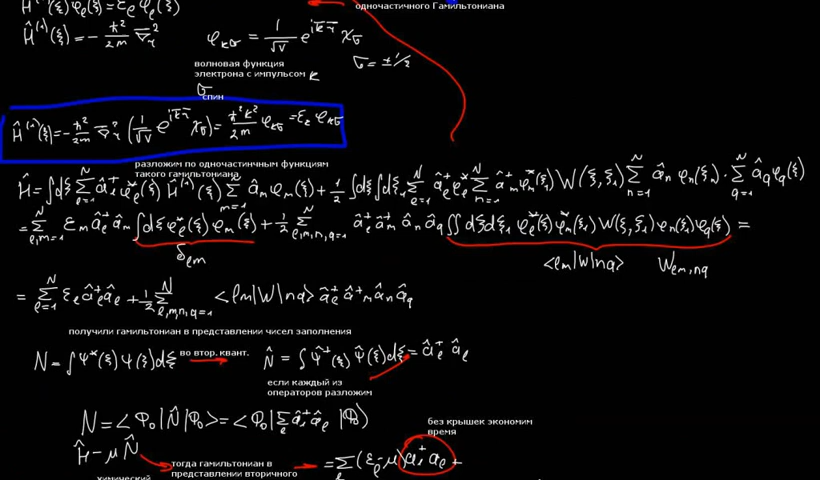 Ĥ⁽¹⁾(ξ)φ_ℓ(ξ)=ε_ℓ φ_ℓ(ξ)
одночастичного Гамильтониана
Ĥ⁽¹⁾(ξ)=-ħ²/2m ∇²_r φ_kσ = 1/√V e^{ikr} χ_σ
волновая функция
электрона с импульсом k
σ = ±1/2
σ
спин
Ĥ⁽¹⁾(ξ)=-ħ²/2m ∇²_r (1/√V e^{ikr} χ_σ)= ħ²k²/2m φ_kσ =ε_k φ_kσ
разложим по одночастичным функциям
такого гамильтониана
Ĥ=∫dξ Σ_{ℓ=1}^N â⁺_ℓ φ*_ℓ(ξ) Ĥ⁽¹⁾(ξ) Σ_{m=1}^N â_m φ_m(ξ)+ 1/2 ∫dξ∫dξ₁ Σ_{ℓ=1}^N â⁺_ℓ φ*_ℓ Σ_{m=1}^N â⁺_m φ*_m(ξ₁) W(ξ,ξ₁) Σ_{n=1}^N â_n φ_n(ξ₁) · Σ_{q=1}^N â_q φ_q(ξ)
= Σ_{ℓ,m=1}^N ε_m â⁺_ℓ â_m ∫dξ φ*_ℓ(ξ) φ_m(ξ) + 1/2 Σ_{ℓ,m,n,q=1}^N â⁺_ℓ â⁺_m â_n â_q ∫∫ dξdξ₁ φ*_ℓ(ξ)φ*_m(ξ₁)W(ξ,ξ₁)φ_n(ξ₁)φ_q(ξ) =
δ_ℓm <ℓm|W|nq> W_ℓm,nq
= Σ_{ℓ=1}^N ε_ℓ â⁺_ℓ â_ℓ + 1/2 Σ_{ℓ,m,n,q=1}^N <ℓm|W|nq> â⁺_ℓ â⁺_m â_n â_q
получили гамильтониан в представлении чисел заполнения
N=∫Ψ*(ξ)Ψ(ξ)dξ во втор. квант. N̂ = ∫Ψ̂⁺(ξ)Ψ̂(ξ)dξ = â⁺_ℓ â_ℓ
если каждый из
операторов разложим
N=<Φ₀|N̂|Φ₀>=<Φ₀|Σ_ℓ â⁺_ℓ â_ℓ|Φ₀>
без крышек экономим
время
Ĥ-μN̂
тогда гамильтониан в
представлении вторичного
= Σ_ℓ (ε_ℓ-μ) a⁺_ℓ a_ℓ +
химический